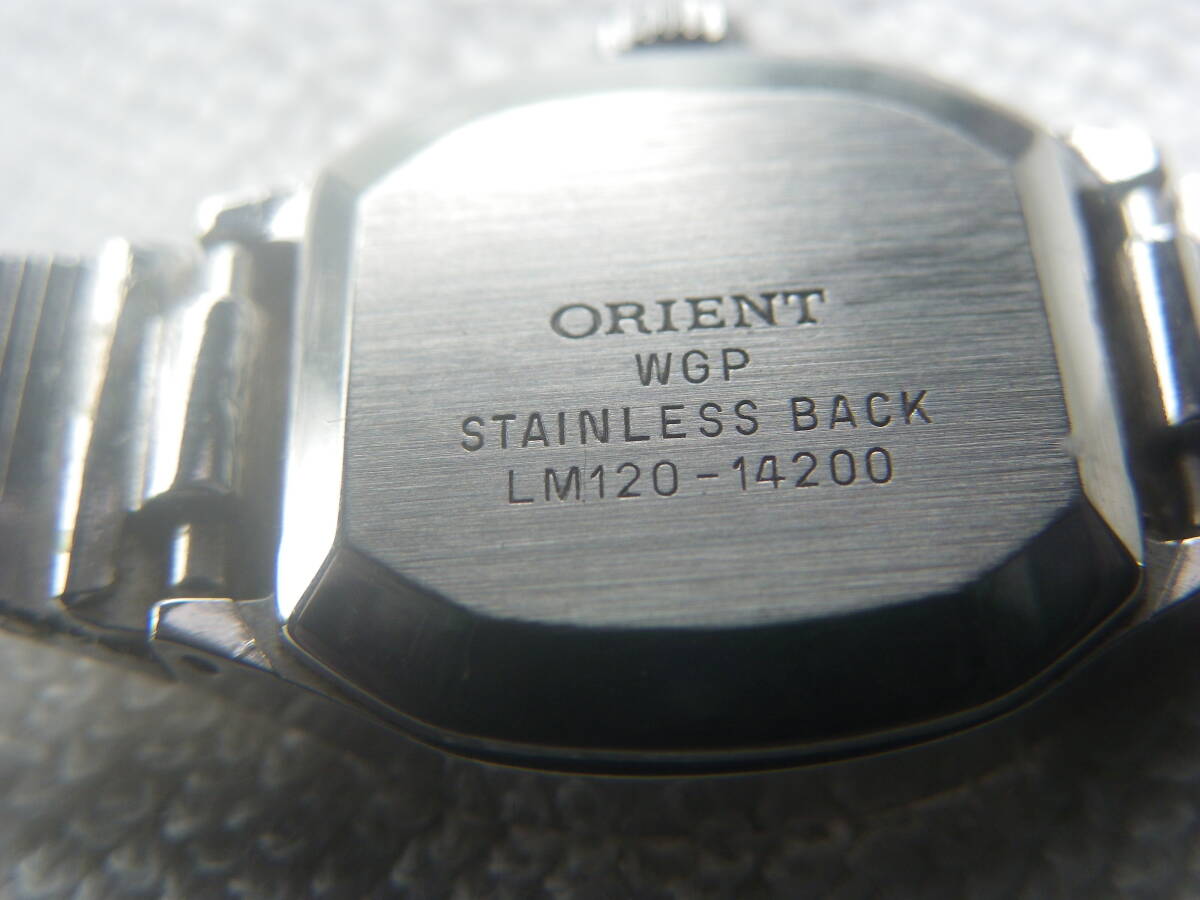 ORIENT
WGP
STAINLESS BACK
LM120-14200